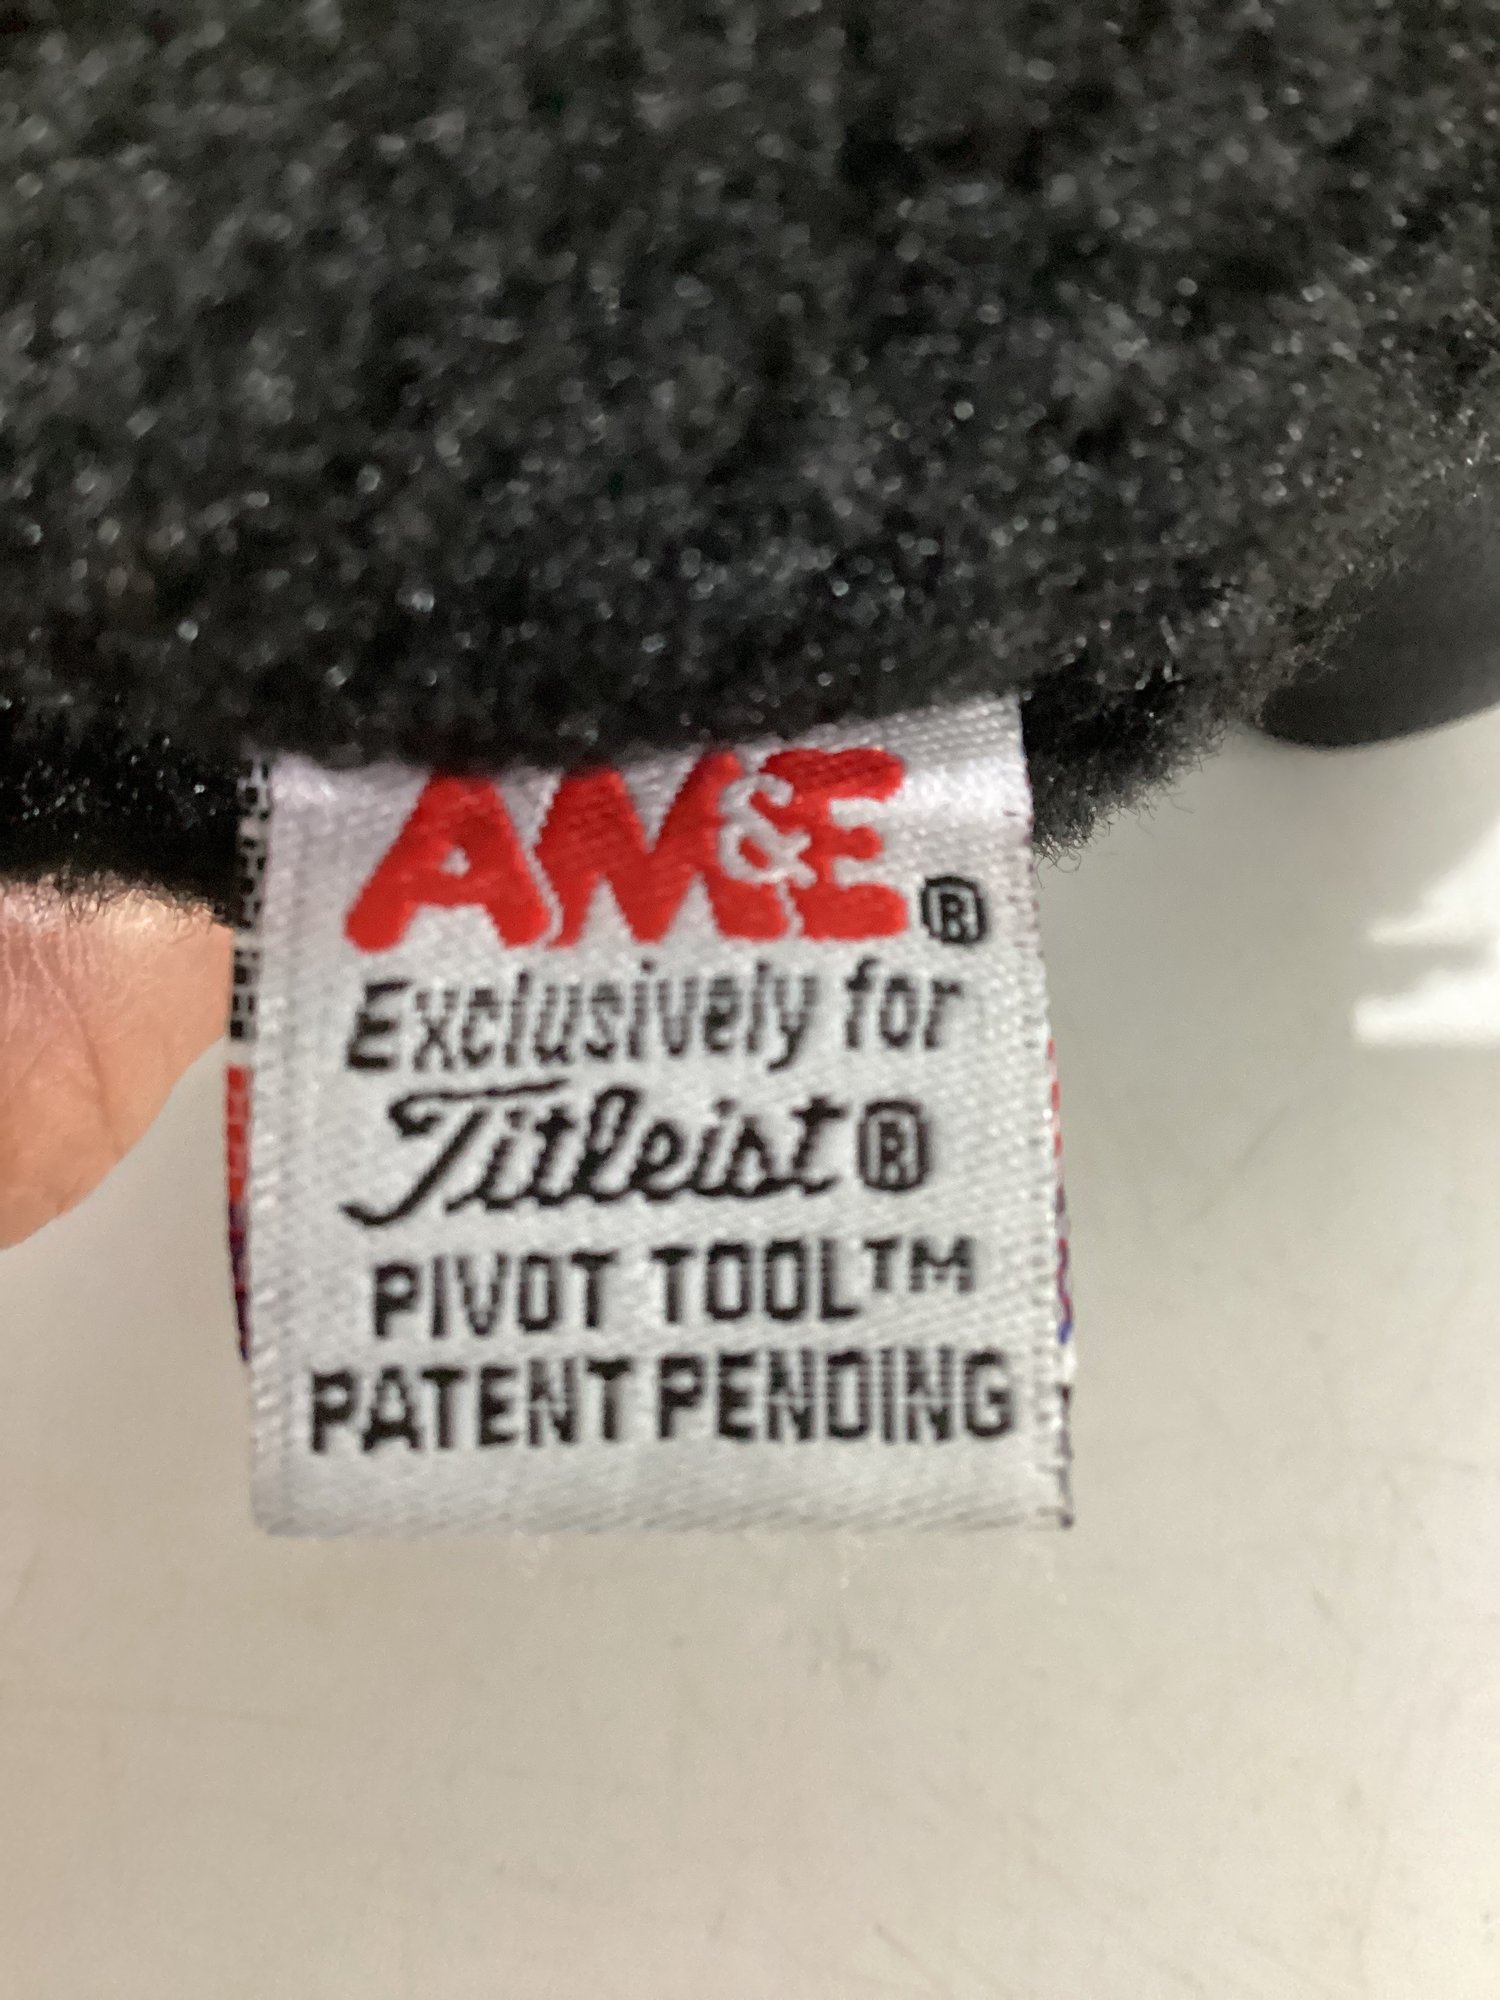 AM&E®
Exclusively for
Titleist®
PIVOT TOOL™
PATENT PENDING